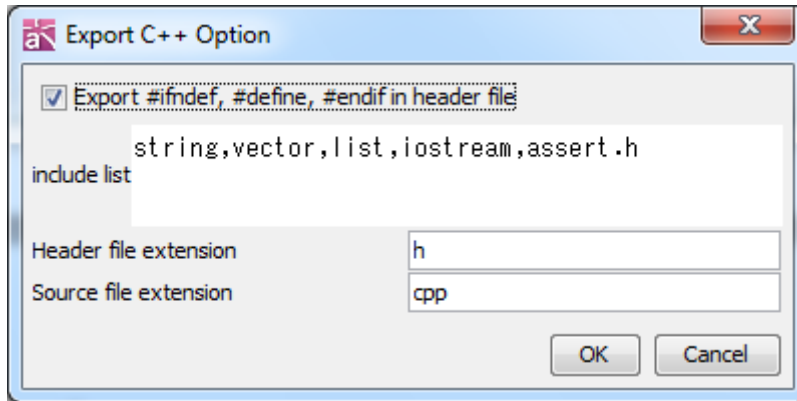 Export C++ Option
Export #ifndef, #define, #endif in header file
string,vector,list,iostream,assert.h
include list
Header file extension h
Source file extension cpp
OK Cancel